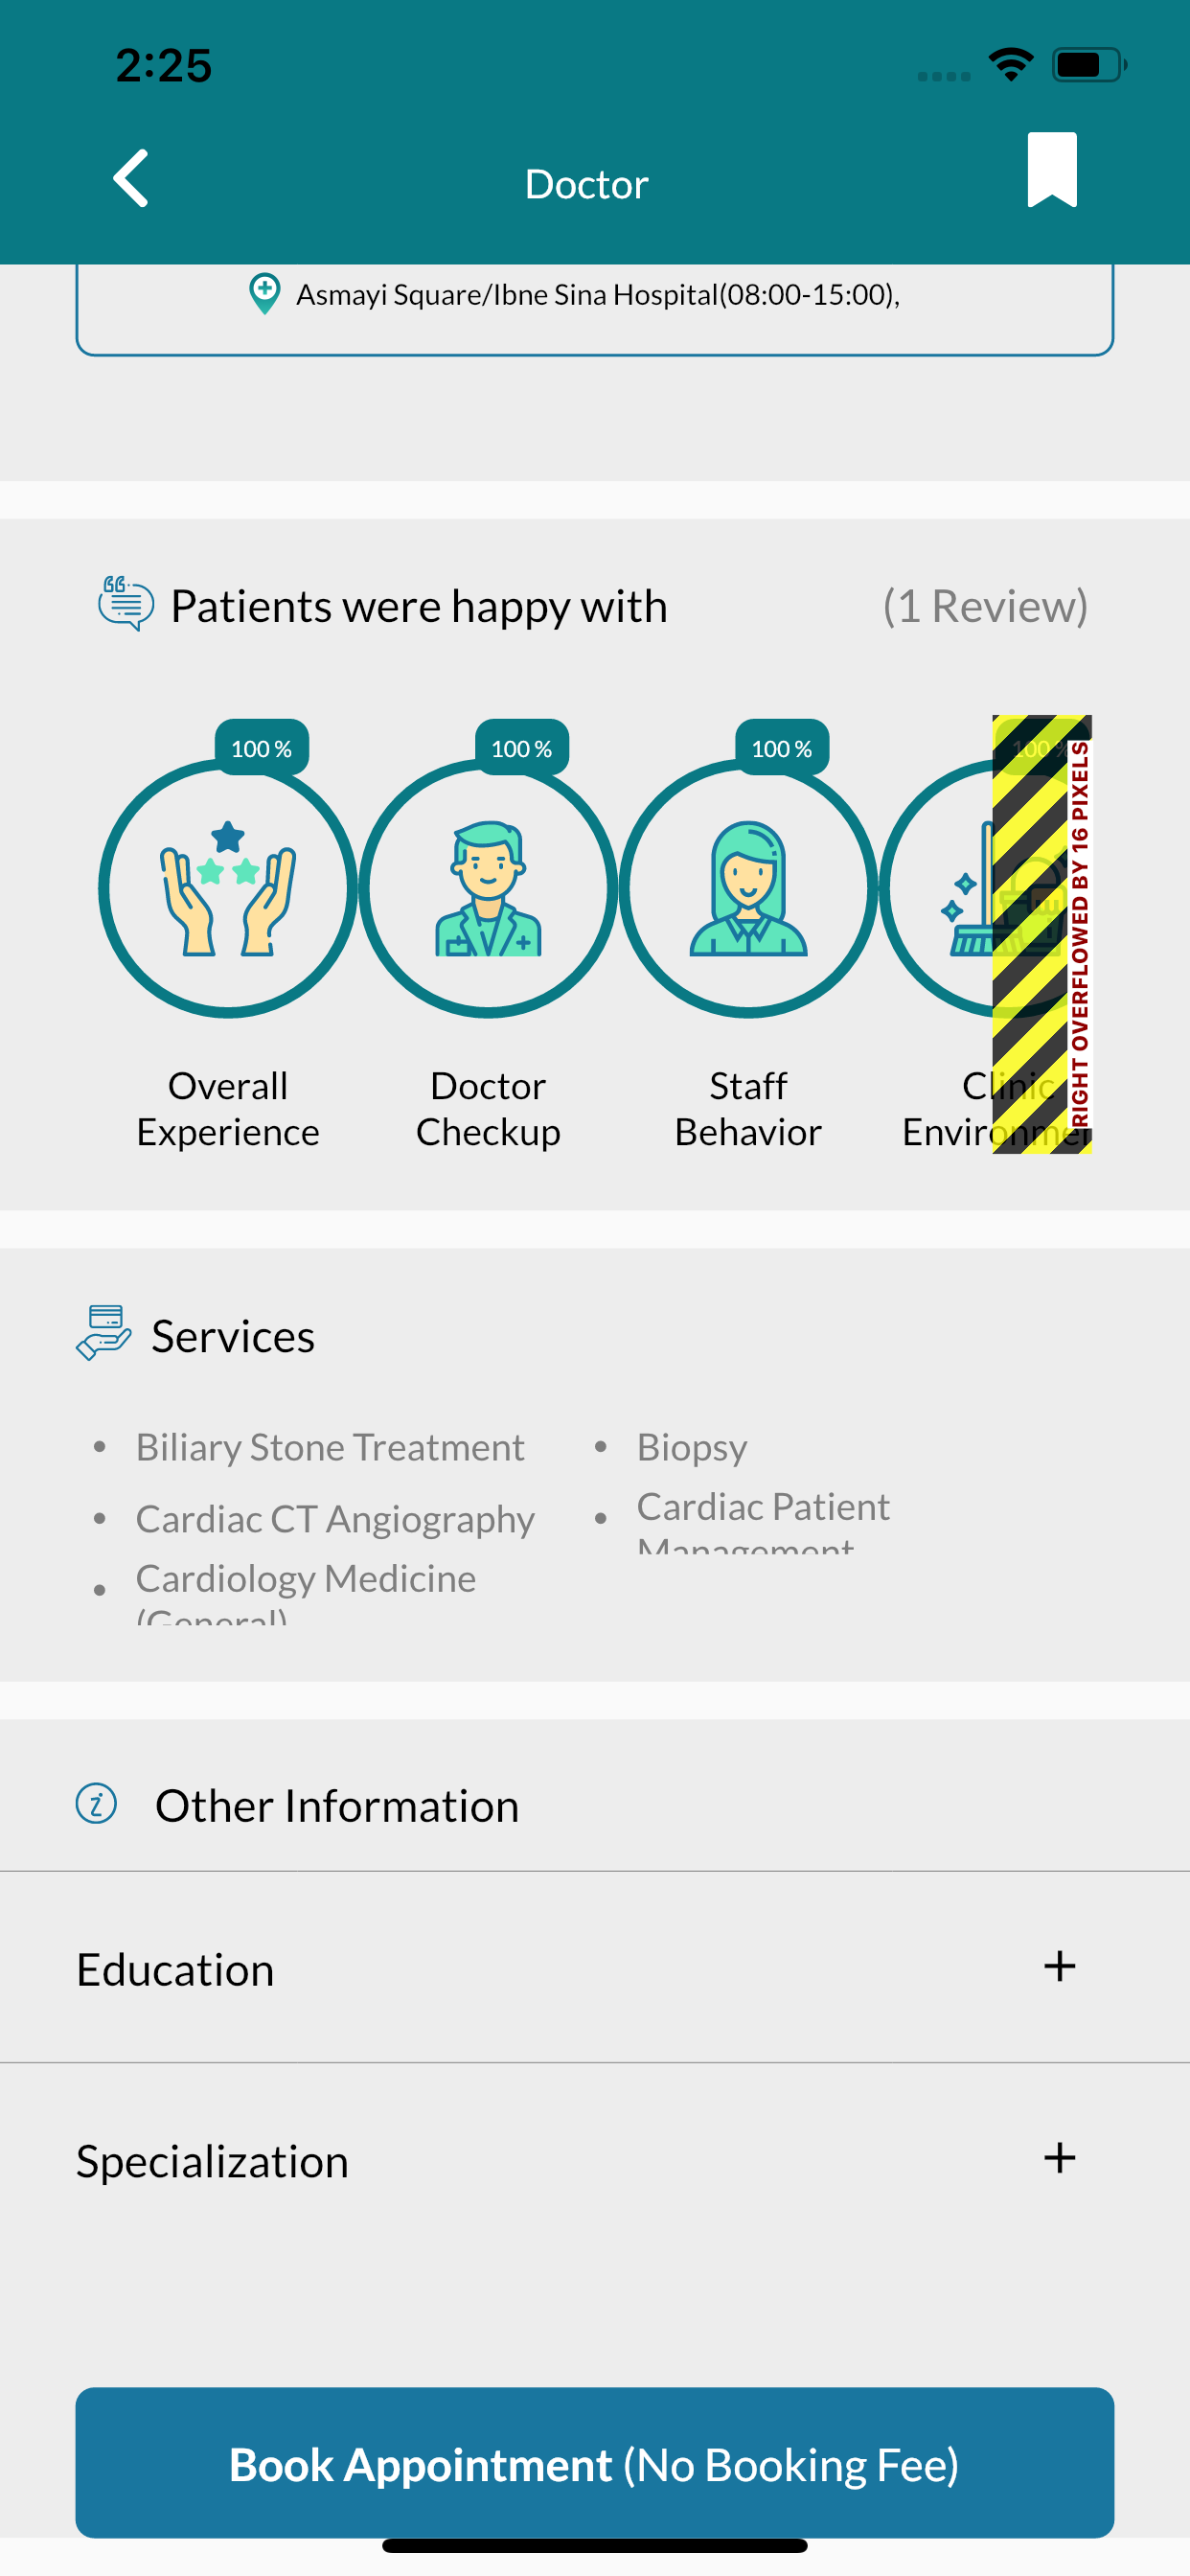 2:25
Doctor
Asmayi Square/Ibne Sina Hospital(08:00-15:00),
Patients were happy with
(1 Review)
100 %
100 %
100 %
100 %
RIGHT OVERFLOWED BY 16 PIXELS
Overall
Experience
Doctor
Checkup
Staff
Behavior
Clinic
Environme
Services
Biliary Stone Treatment
Biopsy
Cardiac CT Angiography
Cardiac Patient
Management
Cardiology Medicine
(General)
Other Information
Education
+
Specialization
+
Book Appointment (No Booking Fee)